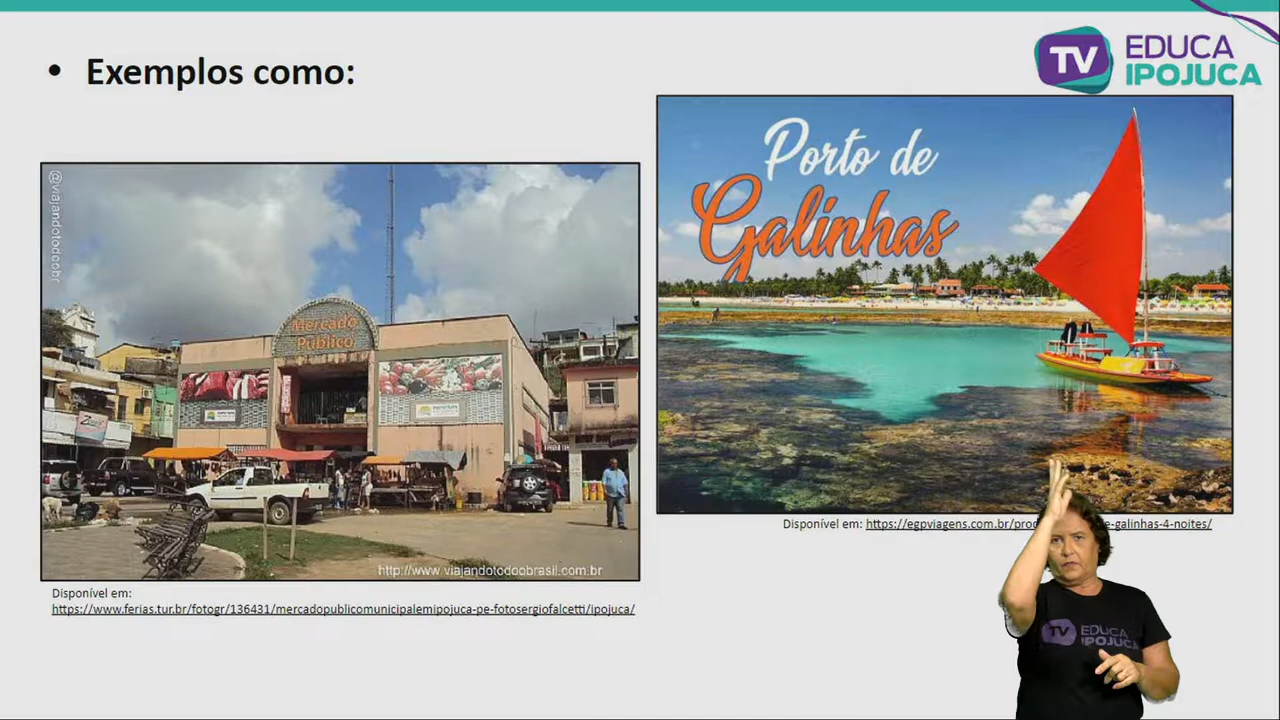 • Exemplos como:
TV EDUCA
IPOJUCA
@viajandotodoobr
Mercado
Público
http://www.viajandotodoobrasil.com.br
Disponível em:
https://www.ferias.tur.br/fotogr/136431/mercadopublicomunicipalemipojuca-pe-fotosergiofalcetti/ipojuca/
Porto de
Galinhas
Disponível em: https://egpviagens.com.br/
e-galinhas-4-noites/
TV EDUCA
IPOJUCA